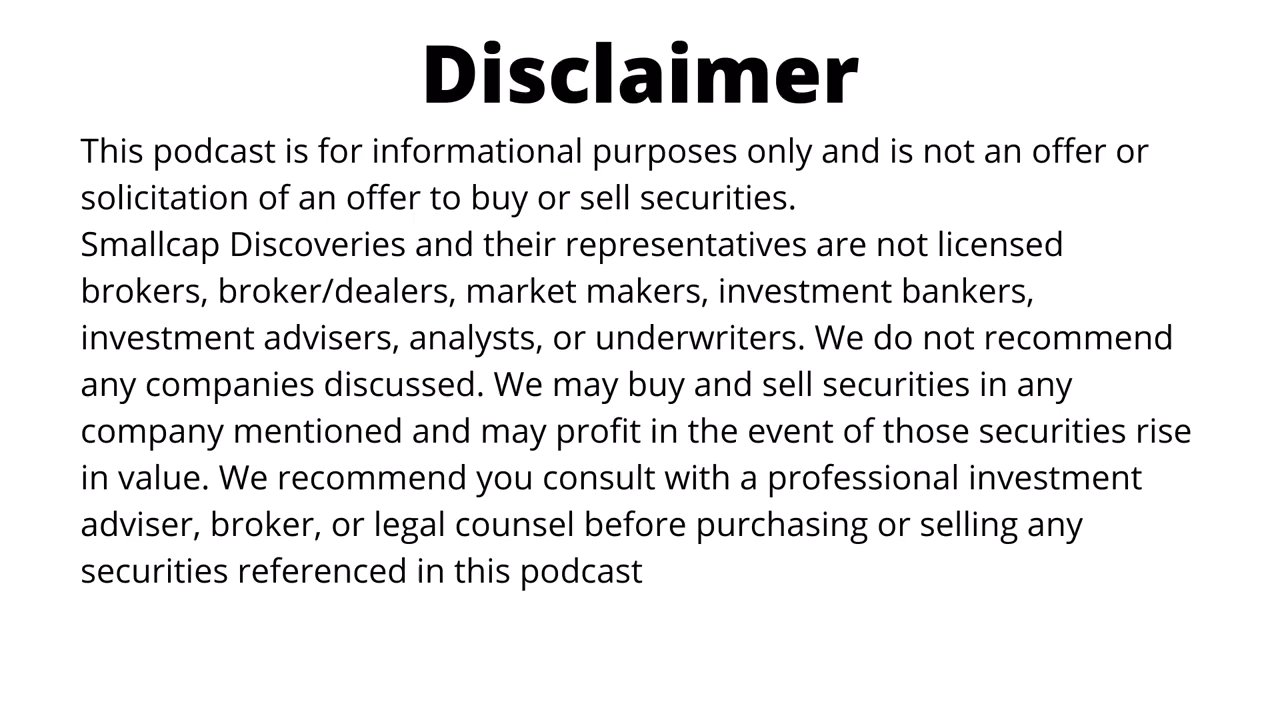 Disclaimer
This podcast is for informational purposes only and is not an offer or
solicitation of an offer to buy or sell securities.
Smallcap Discoveries and their representatives are not licensed
brokers, broker/dealers, market makers, investment bankers,
investment advisers, analysts, or underwriters. We do not recommend
any companies discussed. We may buy and sell securities in any
company mentioned and may profit in the event of those securities rise
in value. We recommend you consult with a professional investment
adviser, broker, or legal counsel before purchasing or selling any
securities referenced in this podcast